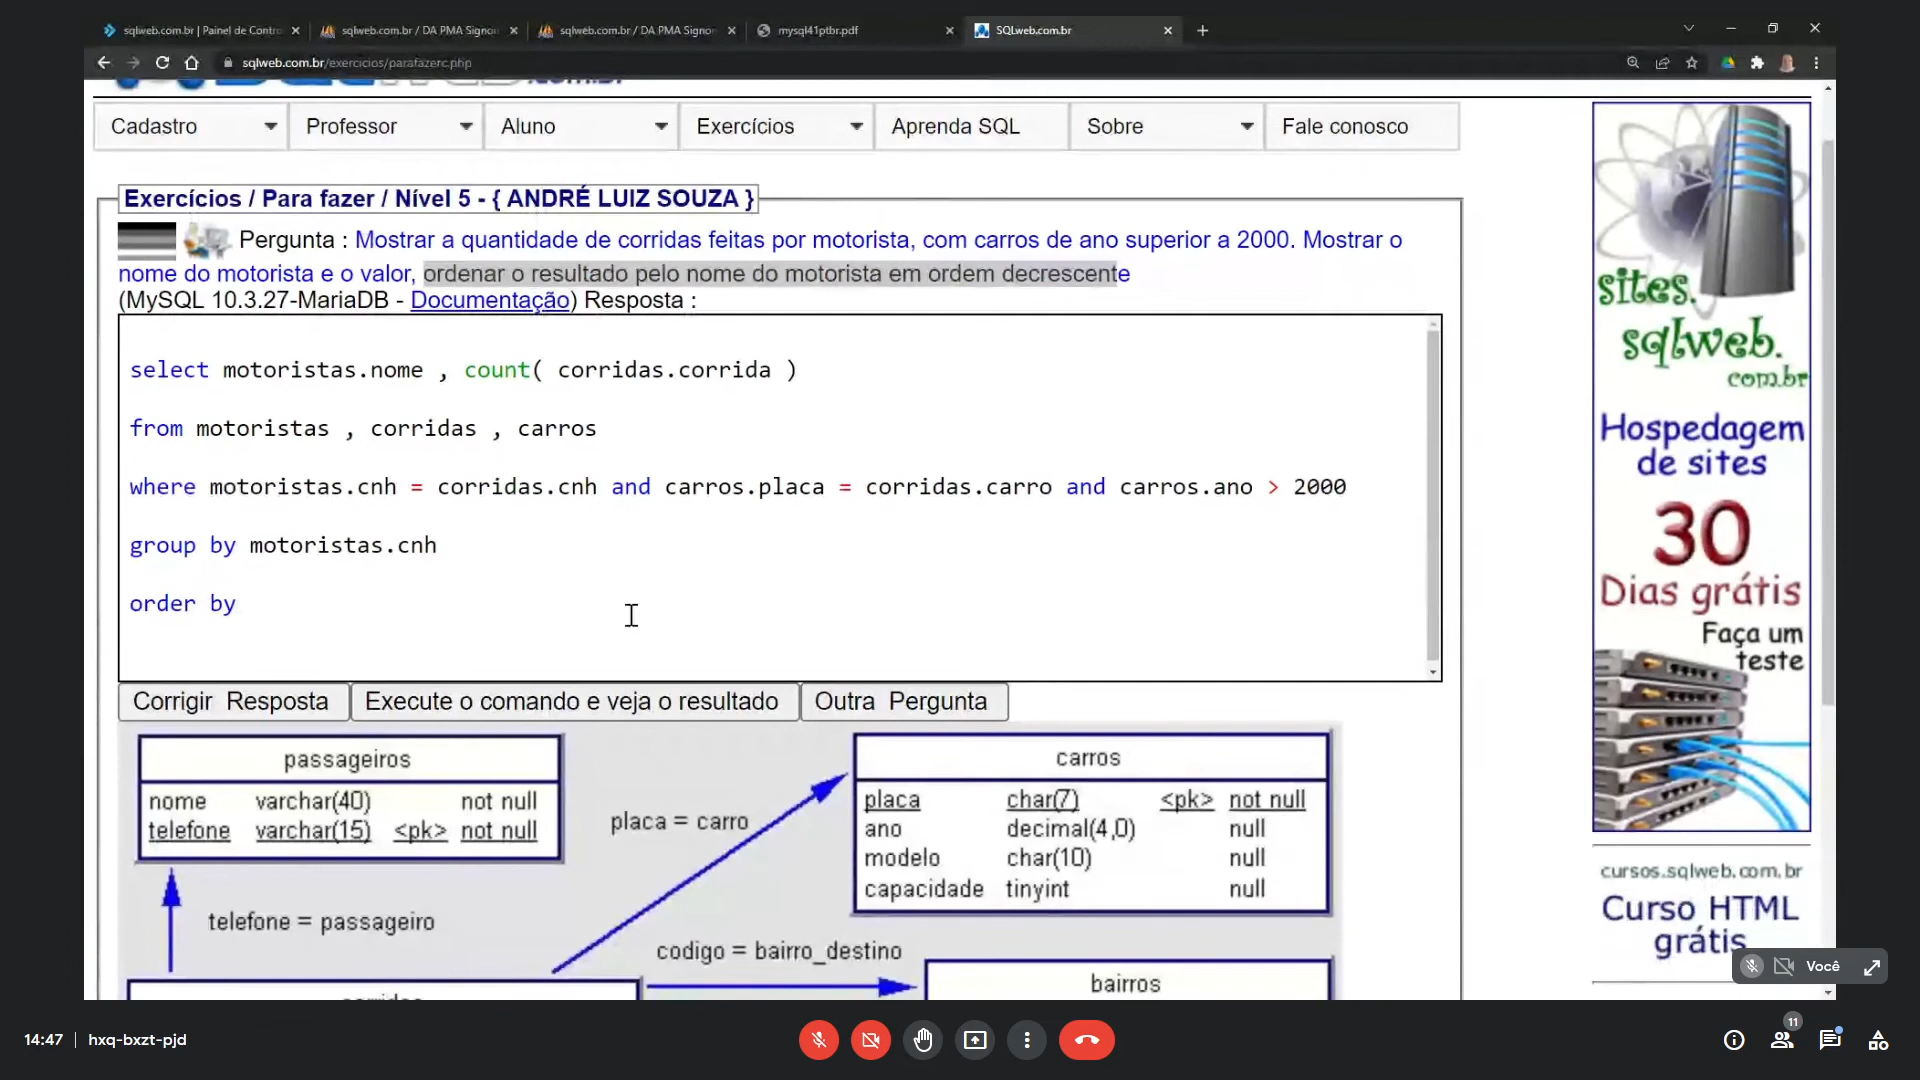 sqlweb.com.br | Painel de Contro
sqlweb.com.br / DA PMA Signon
sqlweb.com.br / DA PMA Signon
mysql41ptbr.pdf
SQLweb.com.br
sqlweb.com.br/exercicios/parafazerc.php
Cadastro
Professor
Aluno
Exercícios
Aprenda SQL
Sobre
Fale conosco
Exercícios / Para fazer / Nível 5 - { ANDRÉ LUIZ SOUZA }
Pergunta : Mostrar a quantidade de corridas feitas por motorista, com carros de ano superior a 2000. Mostrar o
nome do motorista e o valor, ordenar o resultado pelo nome do motorista em ordem decrescente
(MySQL 10.3.27-MariaDB - Documentação) Resposta :
select motoristas.nome , count( corridas.corrida )
from motoristas , corridas , carros
where motoristas.cnh = corridas.cnh and carros.placa = corridas.carro and carros.ano > 2000
group by motoristas.cnh
order by
Corrigir Resposta
Execute o comando e veja o resultado
Outra Pergunta
passageiros
nome varchar(40) not null
telefone varchar(15) <pk> not null
placa = carro
carros
placa char(7) <pk> not null
ano decimal(4,0) null
modelo char(10) null
capacidade tinyint null
telefone = passageiro
codigo = bairro_destino
bairros
sites.
sqlweb.
com.br
Hospedagem
de sites
30
Dias grátis
Faça um
teste
cursos.sqlweb.com.br
Curso HTML
grátis
Você
14:47 | hxq-bxzt-pjd
11